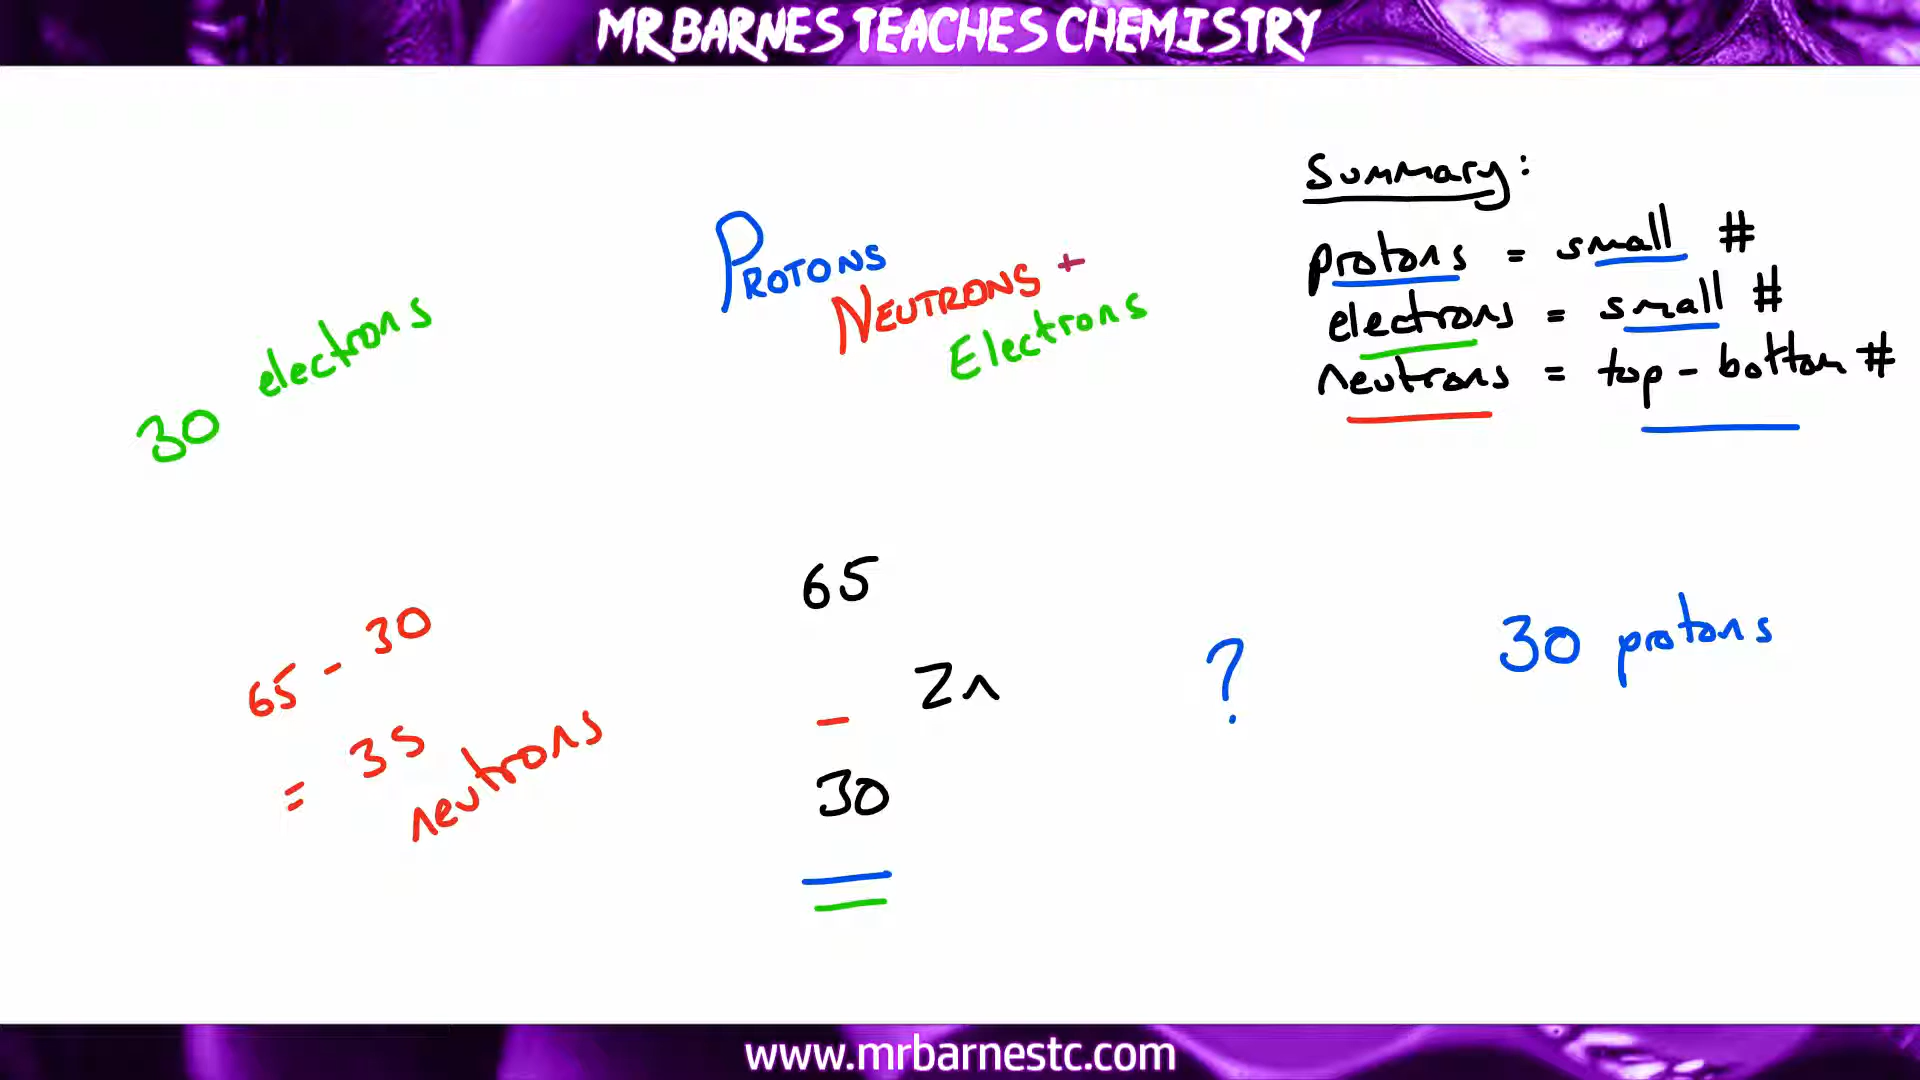 MR BARNES TEACHES CHEMISTRY
Summary:
protons = small #
electrons = small #
neutrons = top - bottom #
PROTONS
NEUTRONS +
Electrons
30 electrons
65
- Zn
30
?
30 protons
65 - 30
= 35
neutrons
www.mrbarnestc.com